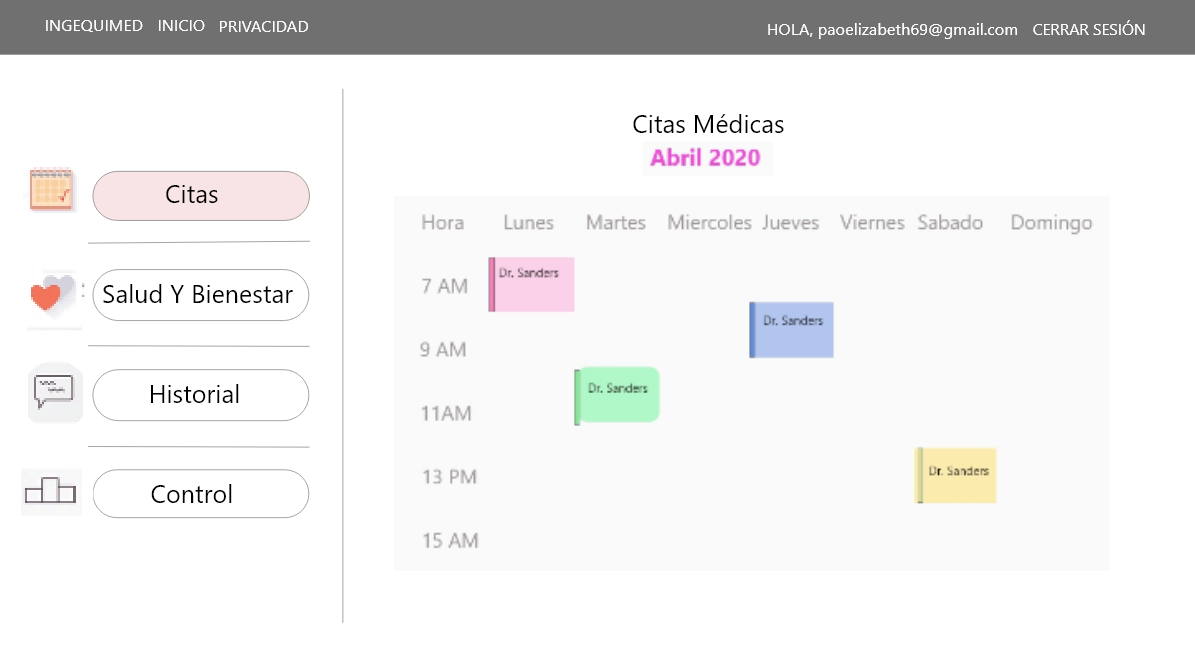 INGEQUIMED INICIO PRIVACIDAD HOLA, paoelizabeth69@gmail.com CERRAR SESIÓN
Citas
Salud Y Bienestar
Historial
Control
Citas Médicas
Abril 2020
Hora Lunes Martes Miercoles Jueves Viernes Sabado Domingo
Dr. Sanders
7 AM
Dr. Sanders
9 AM
Dr. Sanders
11AM
Dr. Sanders
13 PM
15 AM